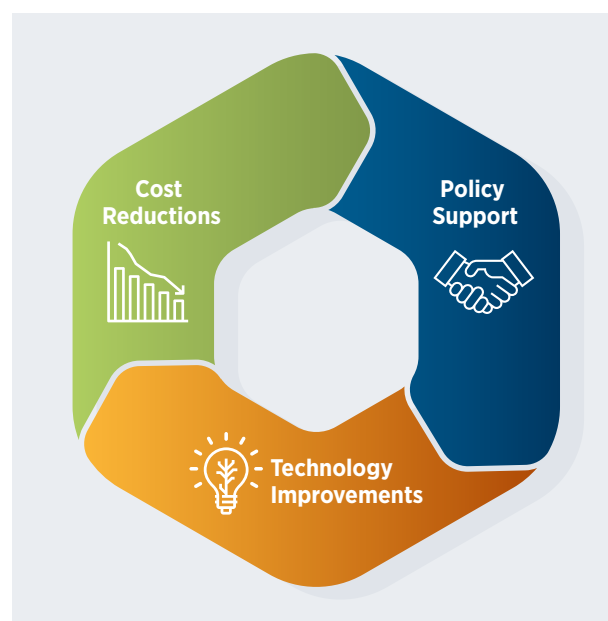 Cost
Reductions
Policy
Support
Technology
Improvements